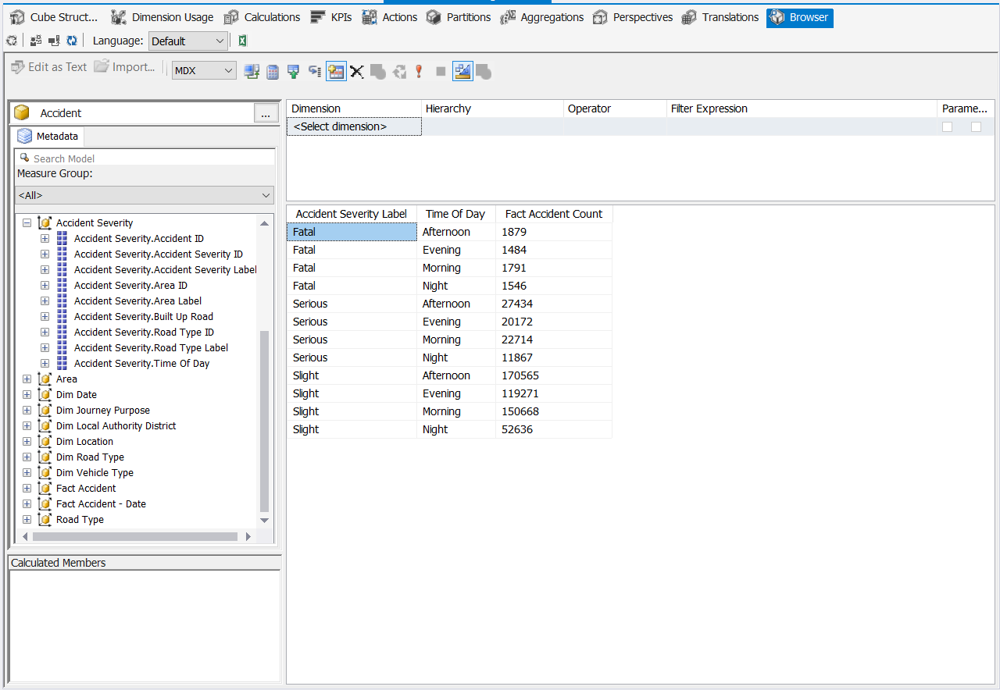 Cube Struct... Dimension Usage Calculations KPIs Actions Partitions Aggregations Perspectives Translations Browser
Language: Default
Edit as Text Import... MDX
Accident ...
Metadata
Search Model
Measure Group:
<All>
Accident Severity
Accident Severity.Accident ID
Accident Severity.Accident Severity ID
Accident Severity.Accident Severity Label
Accident Severity.Area ID
Accident Severity.Area Label
Accident Severity.Built Up Road
Accident Severity.Road Type ID
Accident Severity.Road Type Label
Accident Severity.Time Of Day
Area
Dim Date
Dim Journey Purpose
Dim Local Authority District
Dim Location
Dim Road Type
Dim Vehicle Type
Fact Accident
Fact Accident - Date
Road Type
Calculated Members
Dimension Hierarchy Operator Filter Expression Parame...
<Select dimension>
Accident Severity Label Time Of Day Fact Accident Count
Fatal Afternoon 1879
Fatal Evening 1484
Fatal Morning 1791
Fatal Night 1546
Serious Afternoon 27434
Serious Evening 20172
Serious Morning 22714
Serious Night 11867
Slight Afternoon 170565
Slight Evening 119271
Slight Morning 150668
Slight Night 52636